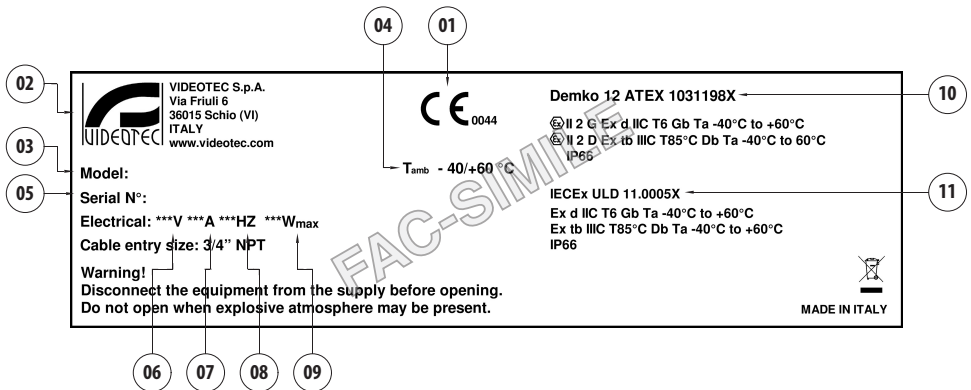 04
01
02
VIDEOTEC
VIDEOTEC S.p.A.
Via Friuli 6
36015 Schio (VI)
ITALY
www.videotec.com
CE 0044
Demko 12 ATEX 1031198X
10
Ex II 2 G Ex d IIC T6 Gb Ta -40°C to +60°C
Ex II 2 D Ex tb IIIC T85°C Db Ta -40°C to 60°C
IP66
03
Model:
Tamb - 40/+60 °C
05
Serial N°:
IECEx ULD 11.0005X
11
Electrical: ***V ***A ***HZ ***Wmax
Ex d IIC T6 Gb Ta -40°C to +60°C
Ex tb IIIC T85°C Db Ta -40°C to +60°C
IP66
Cable entry size: 3/4” NPT
FAC-SIMILE
Warning!
Disconnect the equipment from the supply before opening.
Do not open when explosive atmosphere may be present.
MADE IN ITALY
06
07
08
09